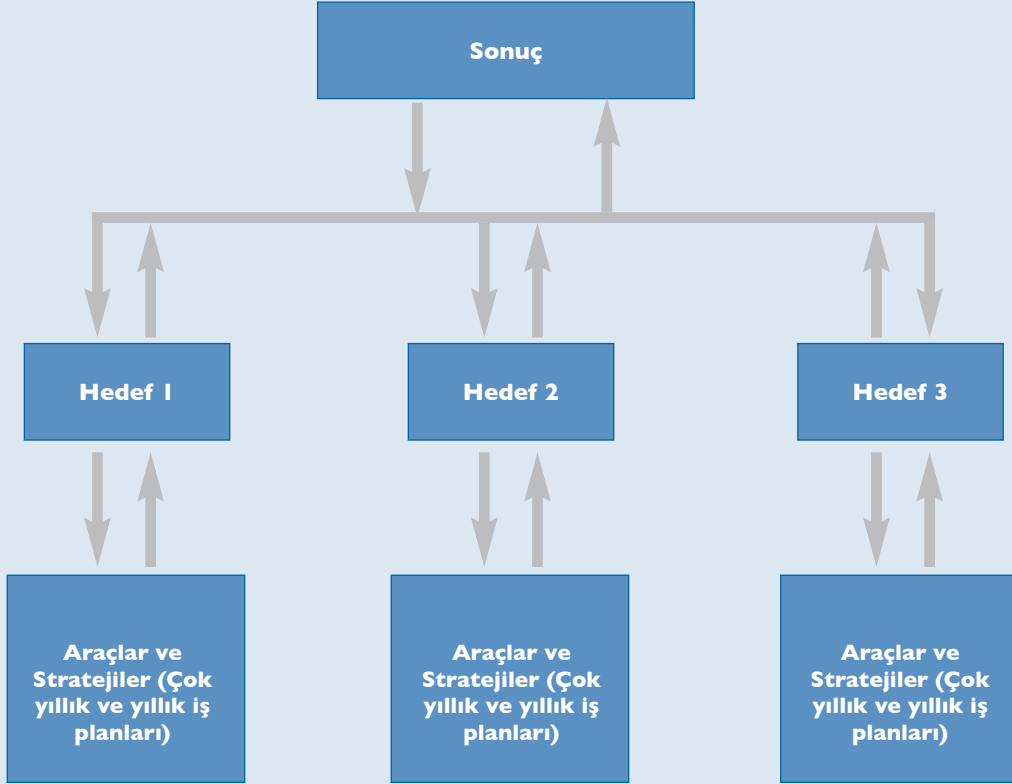 Sonuç
Hedef 1
Hedef 2
Hedef 3
Araçlar ve
Stratejiler (Çok
yıllık ve yıllık iş
planları)
Araçlar ve
Stratejiler (Çok
yıllık ve yıllık iş
planları)
Araçlar ve
Stratejiler (Çok
yıllık ve yıllık iş
planları)